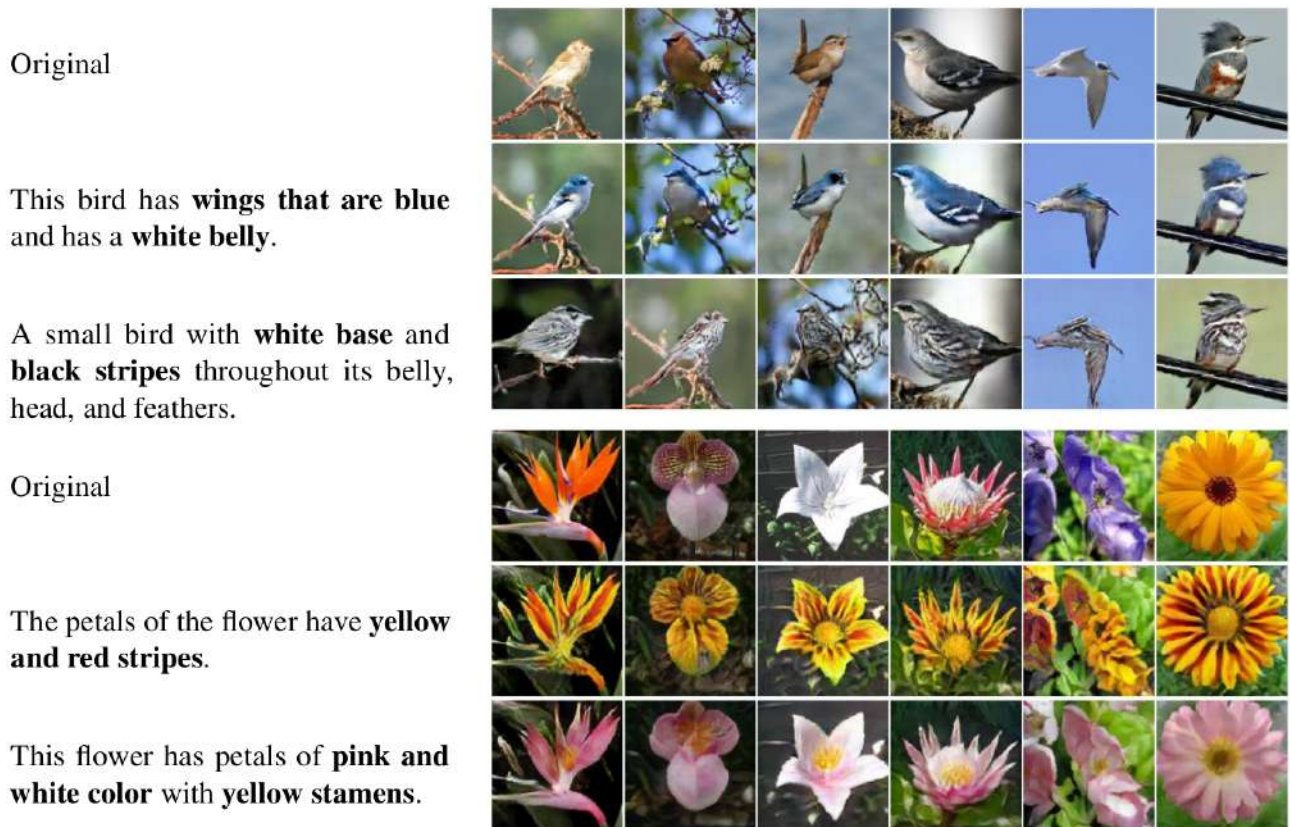 Original
This bird has wings that are blue
and has a white belly.
A small bird with white base and
black stripes throughout its belly,
head, and feathers.
Original
The petals of the flower have yellow
and red stripes.
This flower has petals of pink and
white color with yellow stamens.